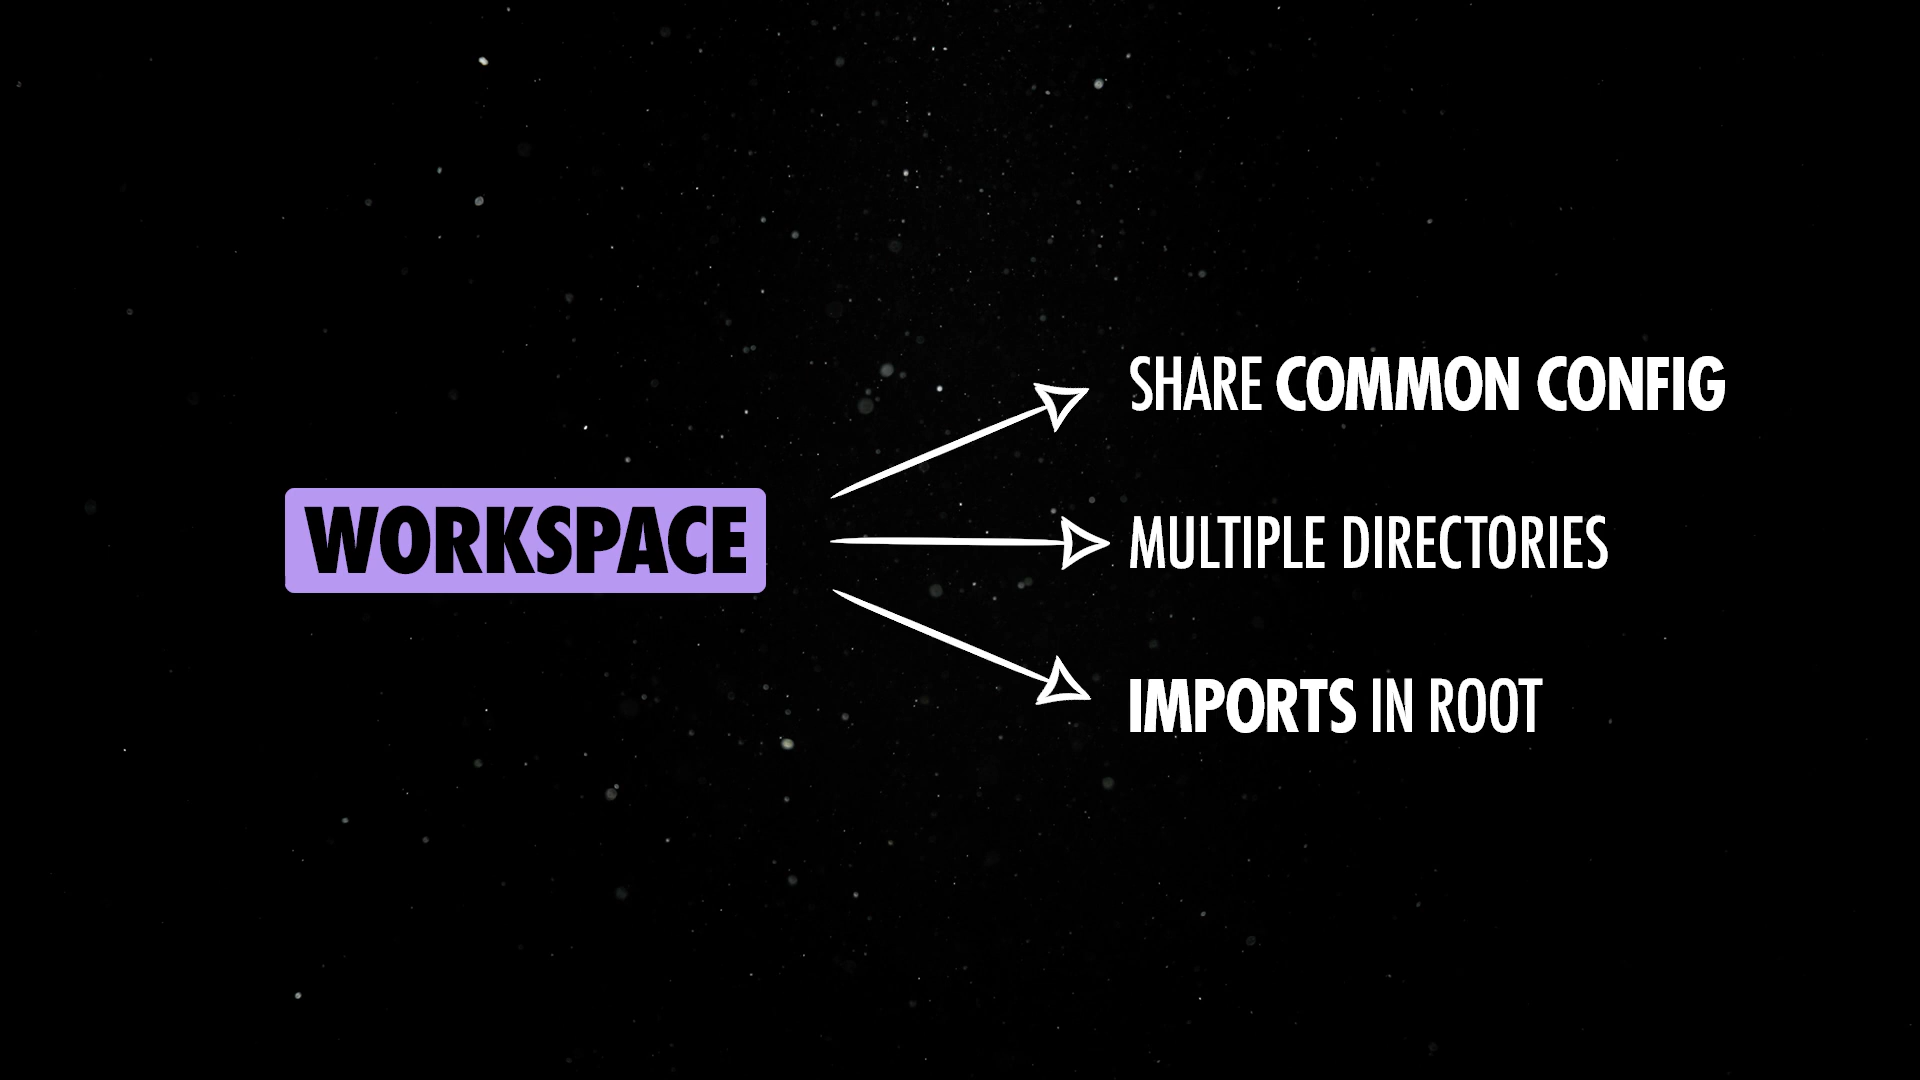 WORKSPACE
SHARE COMMON CONFIG
MULTIPLE DIRECTORIES
IMPORTS IN ROOT